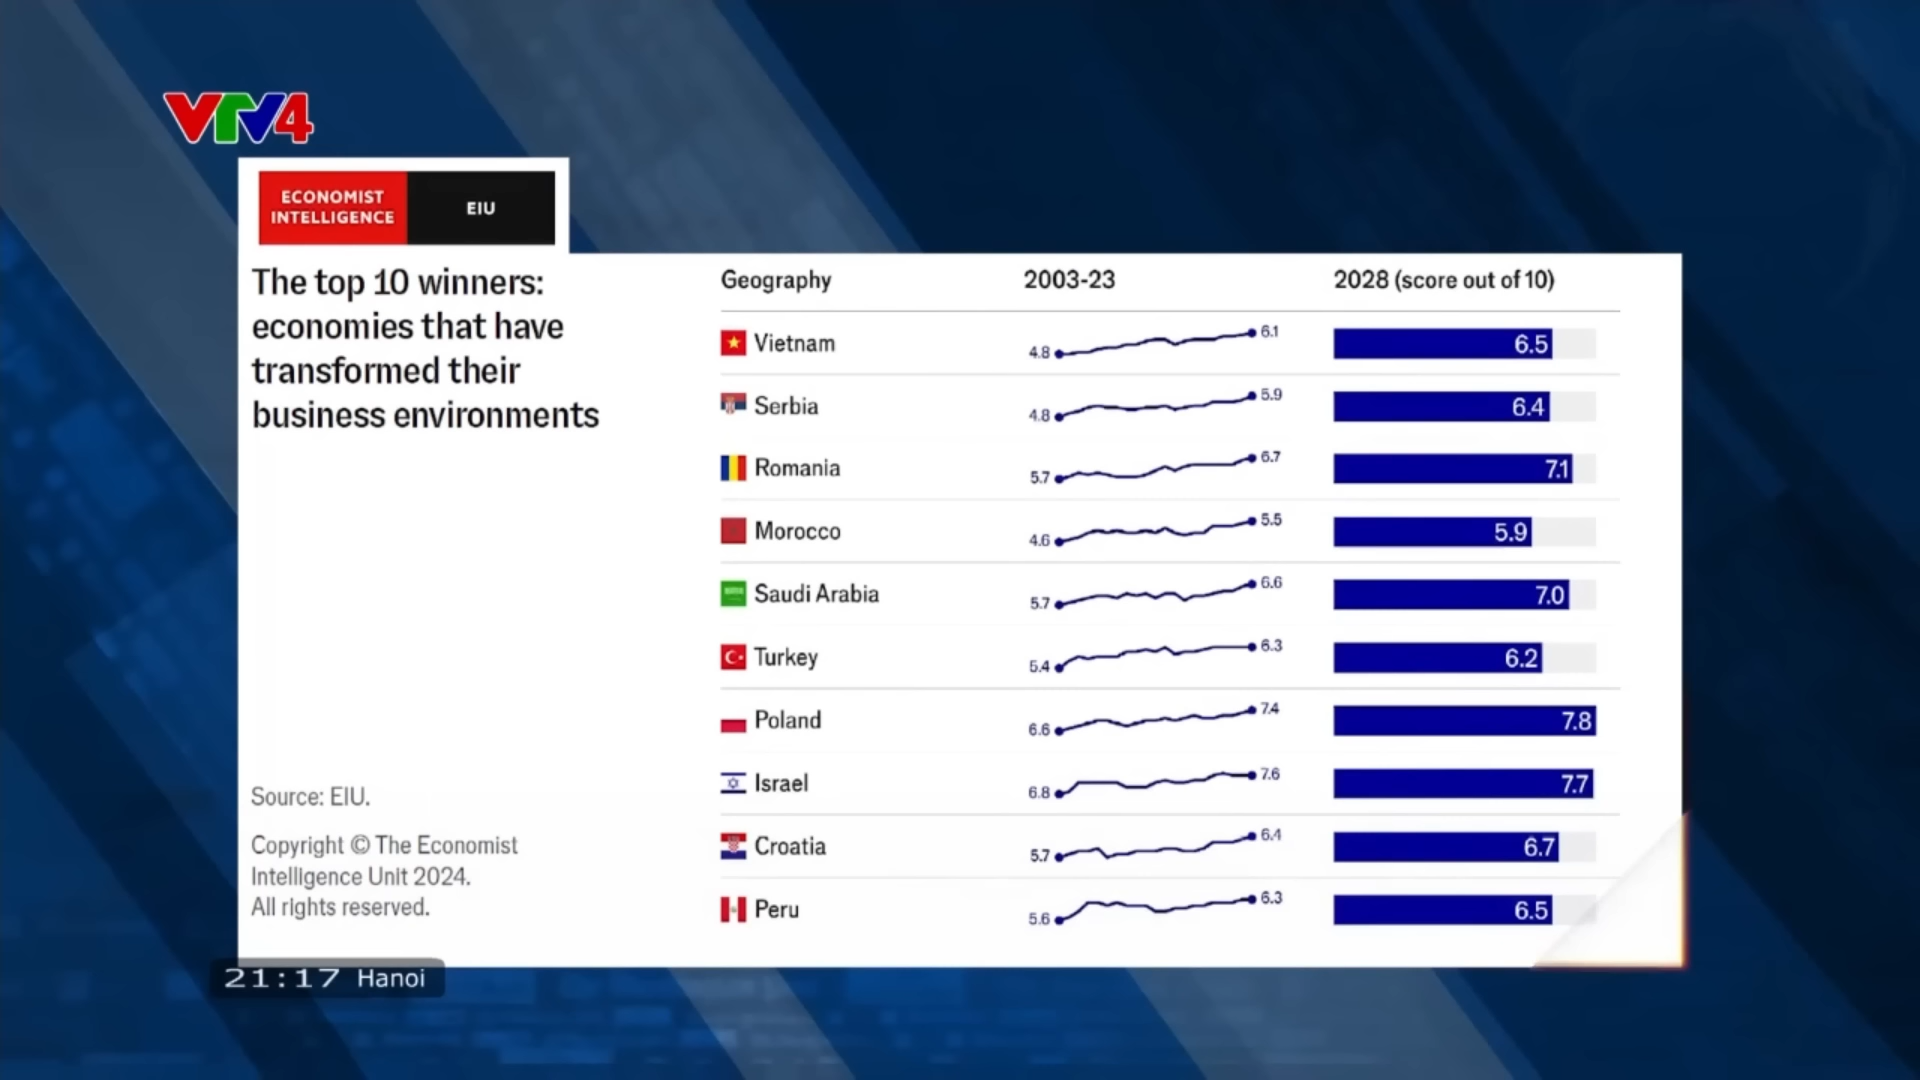 VTV4
ECONOMIST
INTELLIGENCE
EIU
The top 10 winners:
economies that have
transformed their
business environments
Source: EIU.
Copyright © The Economist
Intelligence Unit 2024.
All rights reserved.
Geography 2003-23 2028 (score out of 10)
Vietnam 4.8 6.1 6.5
Serbia 4.8 5.9 6.4
Romania 5.7 6.7 7.1
Morocco 4.6 5.5 5.9
Saudi Arabia 5.7 6.6 7.0
Turkey 5.4 6.3 6.2
Poland 6.6 7.4 7.8
Israel 6.8 7.6 7.7
Croatia 5.7 6.4 6.7
Peru 5.6 6.3 6.5
21:17 Hanoi